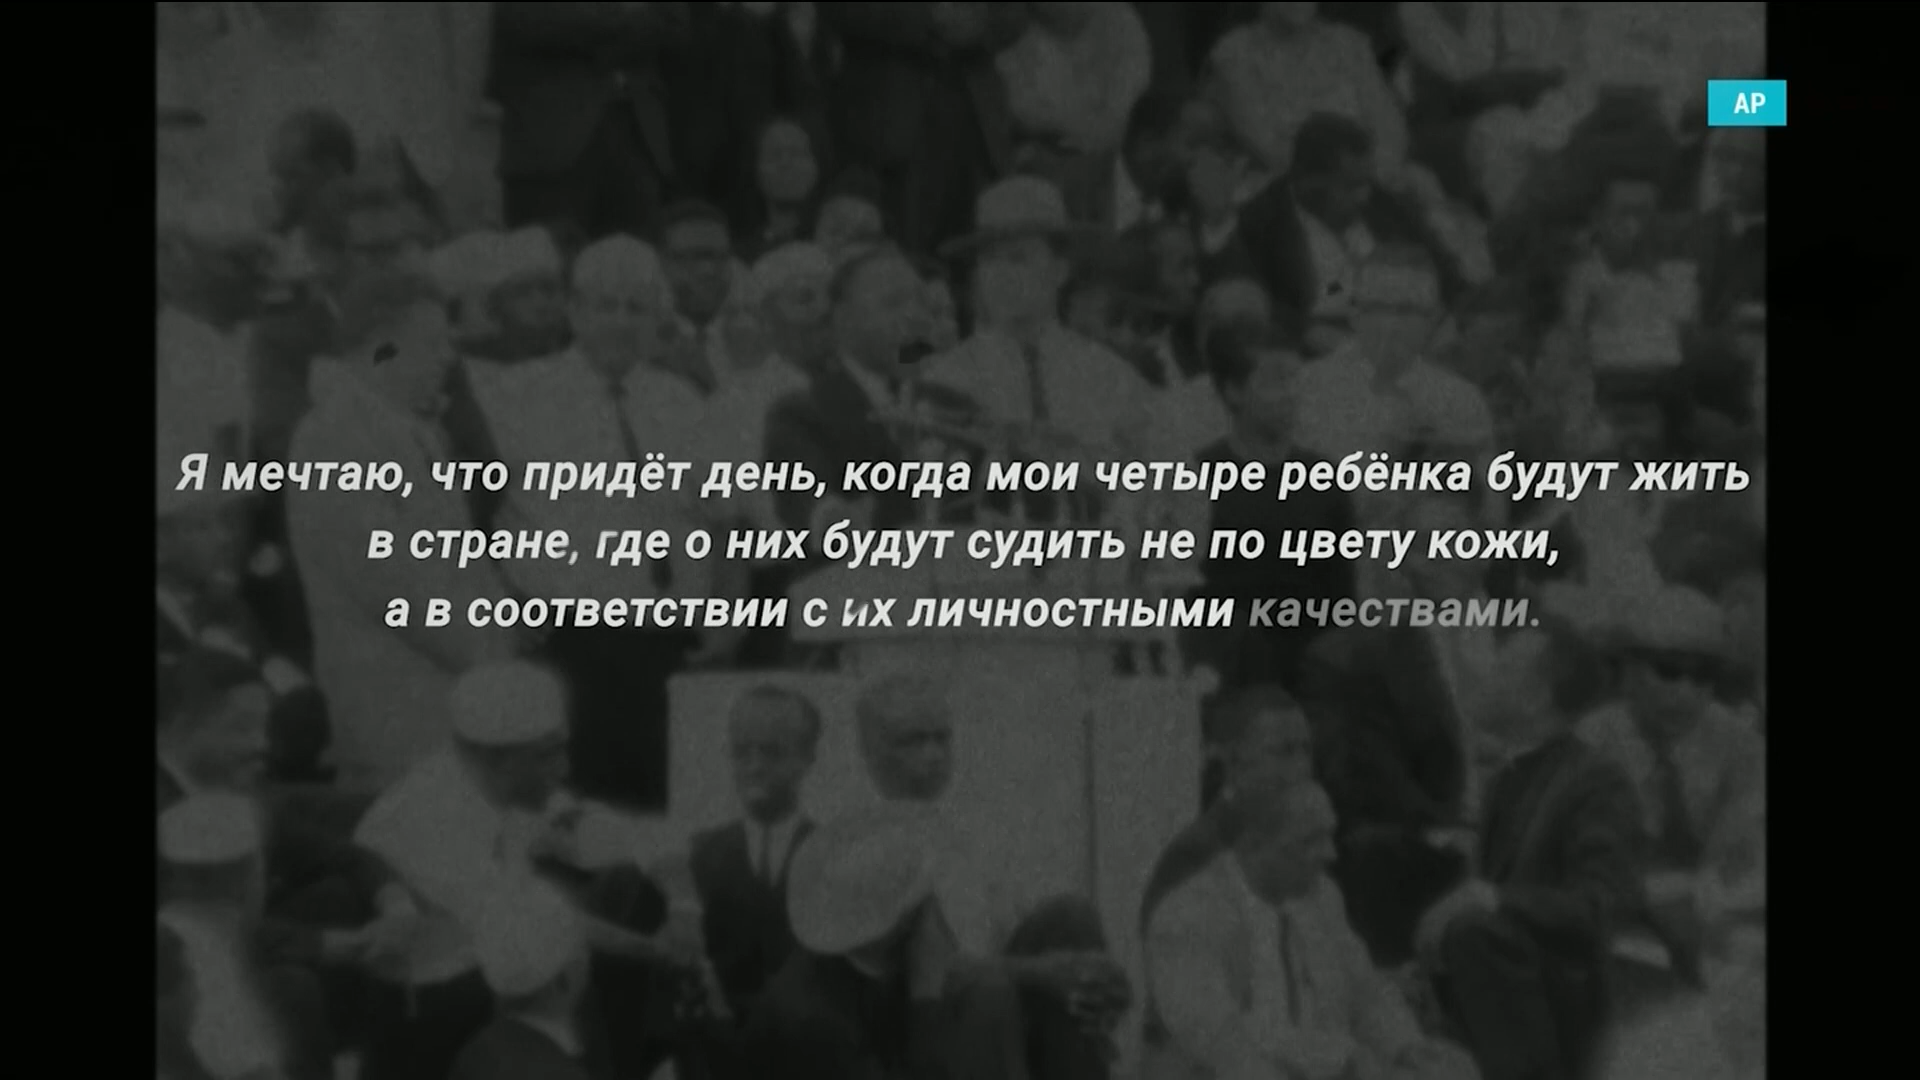 AP
Я мечтаю, что придёт день, когда мои четыре ребёнка будут жить
в стране, где о них будут судить не по цвету кожи,
а в соответствии с их личностными качествами.